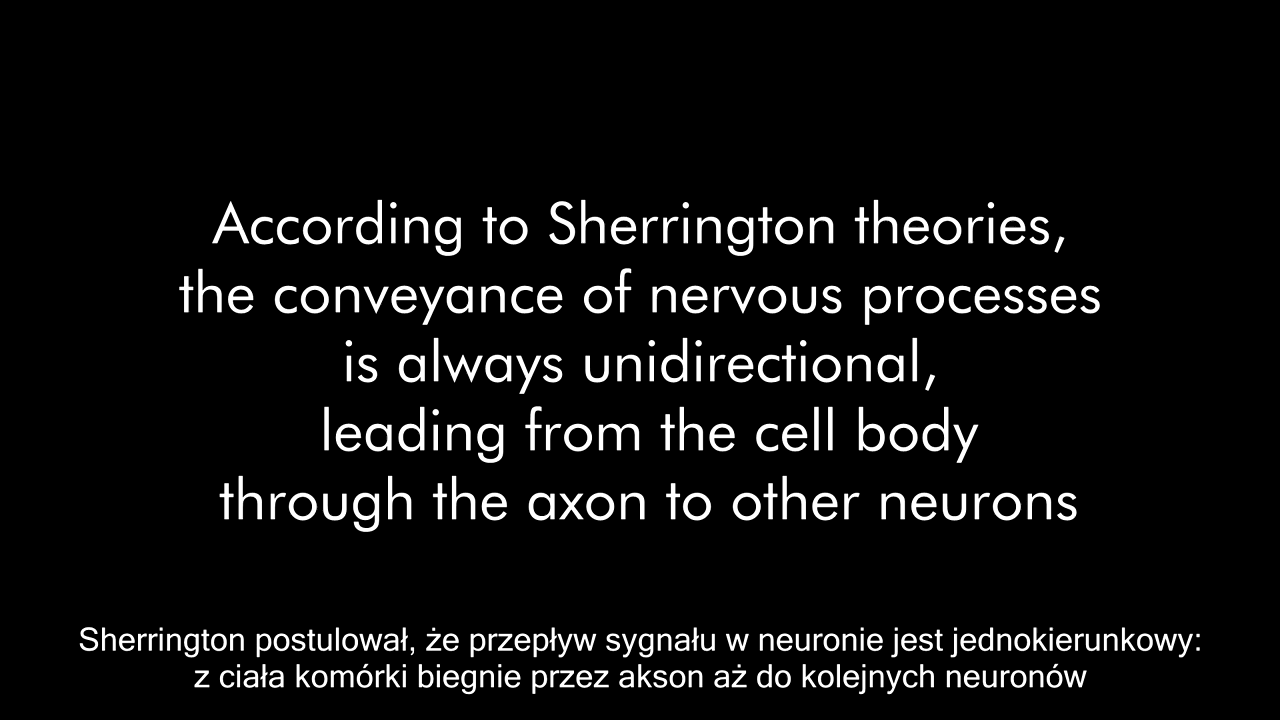 According to Sherrington theories,
the conveyance of nervous processes
is always unidirectional,
leading from the cell body
through the axon to other neurons
Sherrington postulował, że przepływ sygnału w neuronie jest jednokierunkowy:
z ciała komórki biegnie przez akson aż do kolejnych neuronów